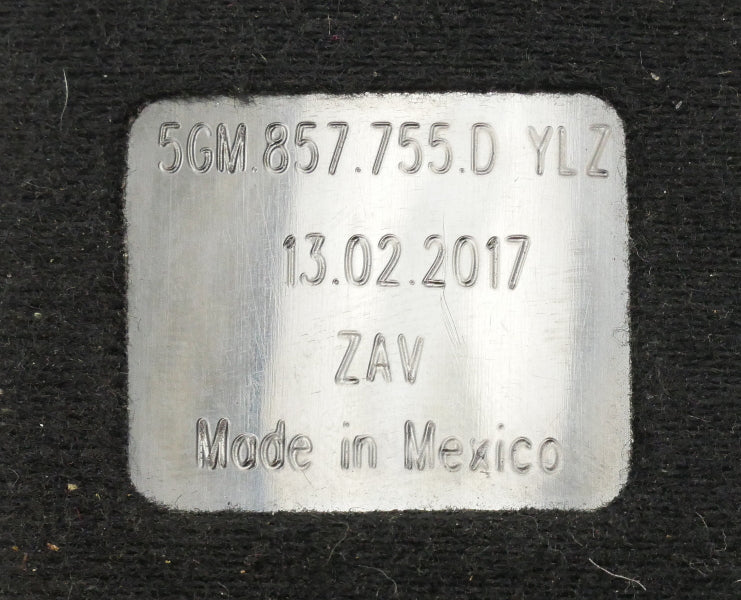 5GM.857.755.D YLZ
13.02.2017
ZAV
Made in Mexico